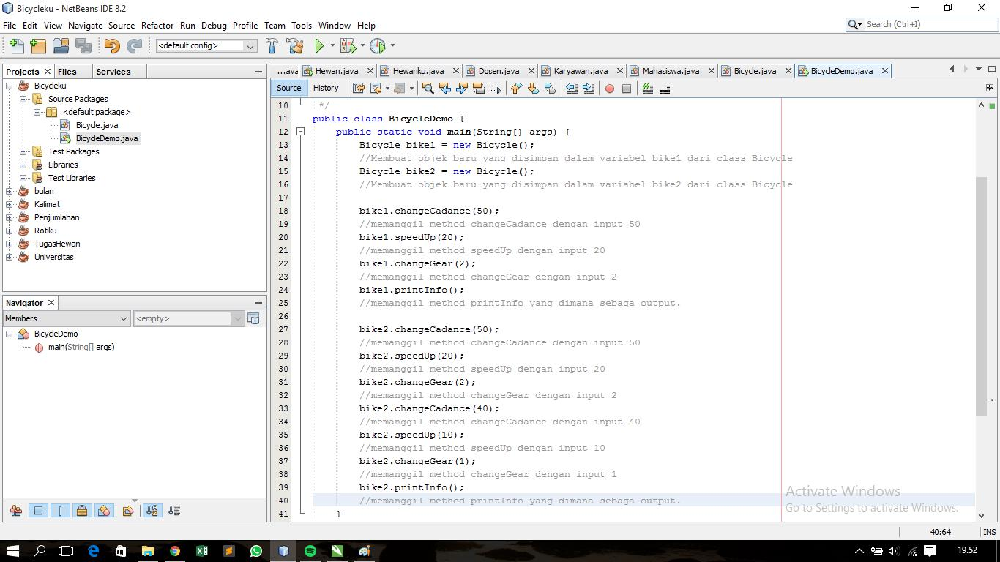 Bicycleku - NetBeans IDE 8.2
File Edit View Navigate Source Refactor Run Debug Profile Team Tools Window Help
Search (Ctrl+I)
<default config>
Projects Files Services
Bicycleku
Source Packages
<default package>
Bicycle.java
BicycleDemo.java
Test Packages
Libraries
Test Libraries
bulan
Kalimat
Penjumlahan
Rotiku
TugasHewan
Universitas
Navigator
Members <empty>
BicycleDemo
main(String[] args)
...ava Hewan.java Hewanku.java Dosen.java Karyawan.java Mahasiswa.java Bicycle.java BicycleDemo.java
Source History
10 */
11 public class BicycleDemo {
12 public static void main(String[] args) {
13 Bicycle bike1 = new Bicycle();
14 //Membuat objek baru yang disimpan dalam variabel bike1 dari class Bicycle
15 Bicycle bike2 = new Bicycle();
16 //Membuat objek baru yang disimpan dalam variabel bike2 dari class Bicycle
17
18 bike1.changeCadance(50);
19 //memanggil method changeCadance dengan input 50
20 bike1.speedUp(20);
21 //memanggil method speedUp dengan input 20
22 bike1.changeGear(2);
23 //memanggil method changeGear dengan input 2
24 bike1.printInfo();
25 //memanggil method printInfo yang dimana sebaga output.
26
27 bike2.changeCadance(50);
28 //memanggil method changeCadance dengan input 50
29 bike2.speedUp(20);
30 //memanggil method speedUp dengan input 20
31 bike2.changeGear(2);
32 //memanggil method changeGear dengan input 2
33 bike2.changeCadance(40);
34 //memanggil method changeCadance dengan input 40
35 bike2.speedUp(10);
36 //memanggil method speedUp dengan input 10
37 bike2.changeGear(1);
38 //memanggil method changeGear dengan input 1
39 bike2.printInfo();
40 //memanggil method printInfo yang dimana sebaga output.
41 }
Activate Windows
Go to Settings to activate Windows.
40:64 INS
19.52